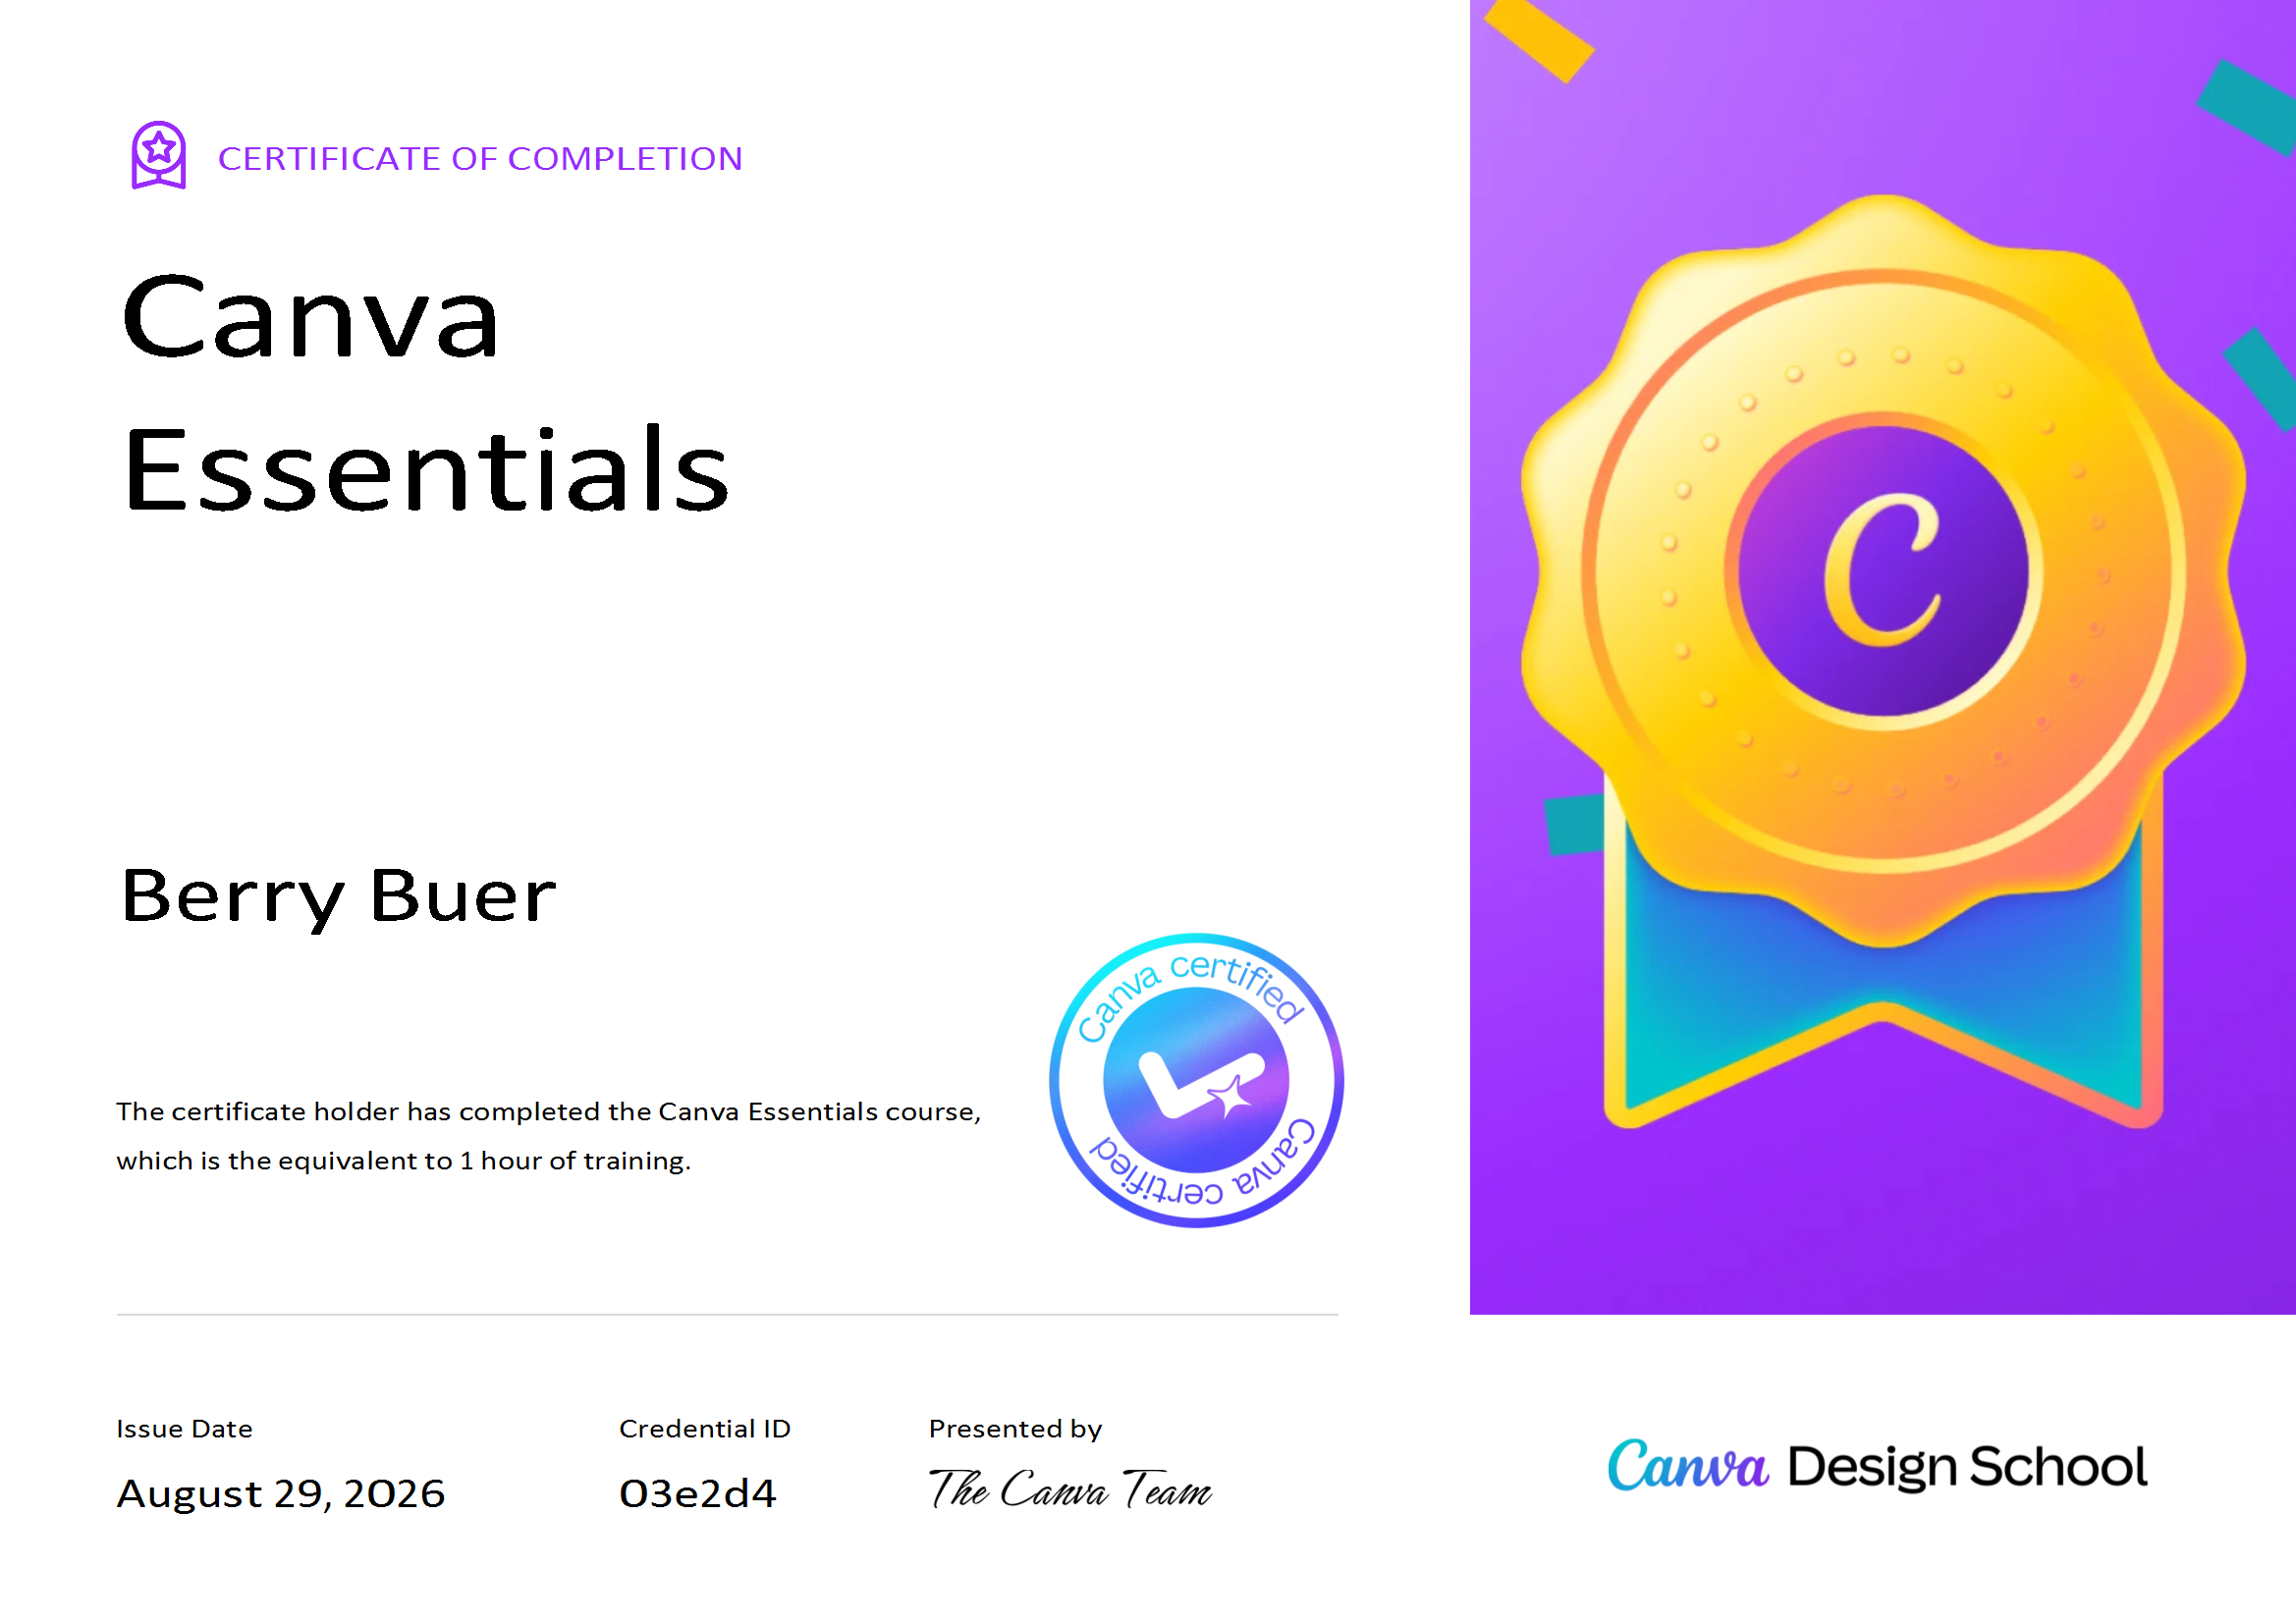 CERTIFICATE OF COMPLETION
Canva
Essentials
Berry Buer
The certificate holder has completed the Canva Essentials course,
which is the equivalent to 1 hour of training.
Canva certified
Canva certified
Issue Date
August 29, 2026
Credential ID
03e2d4
Presented by
The Canva Team
C
Canva Design School